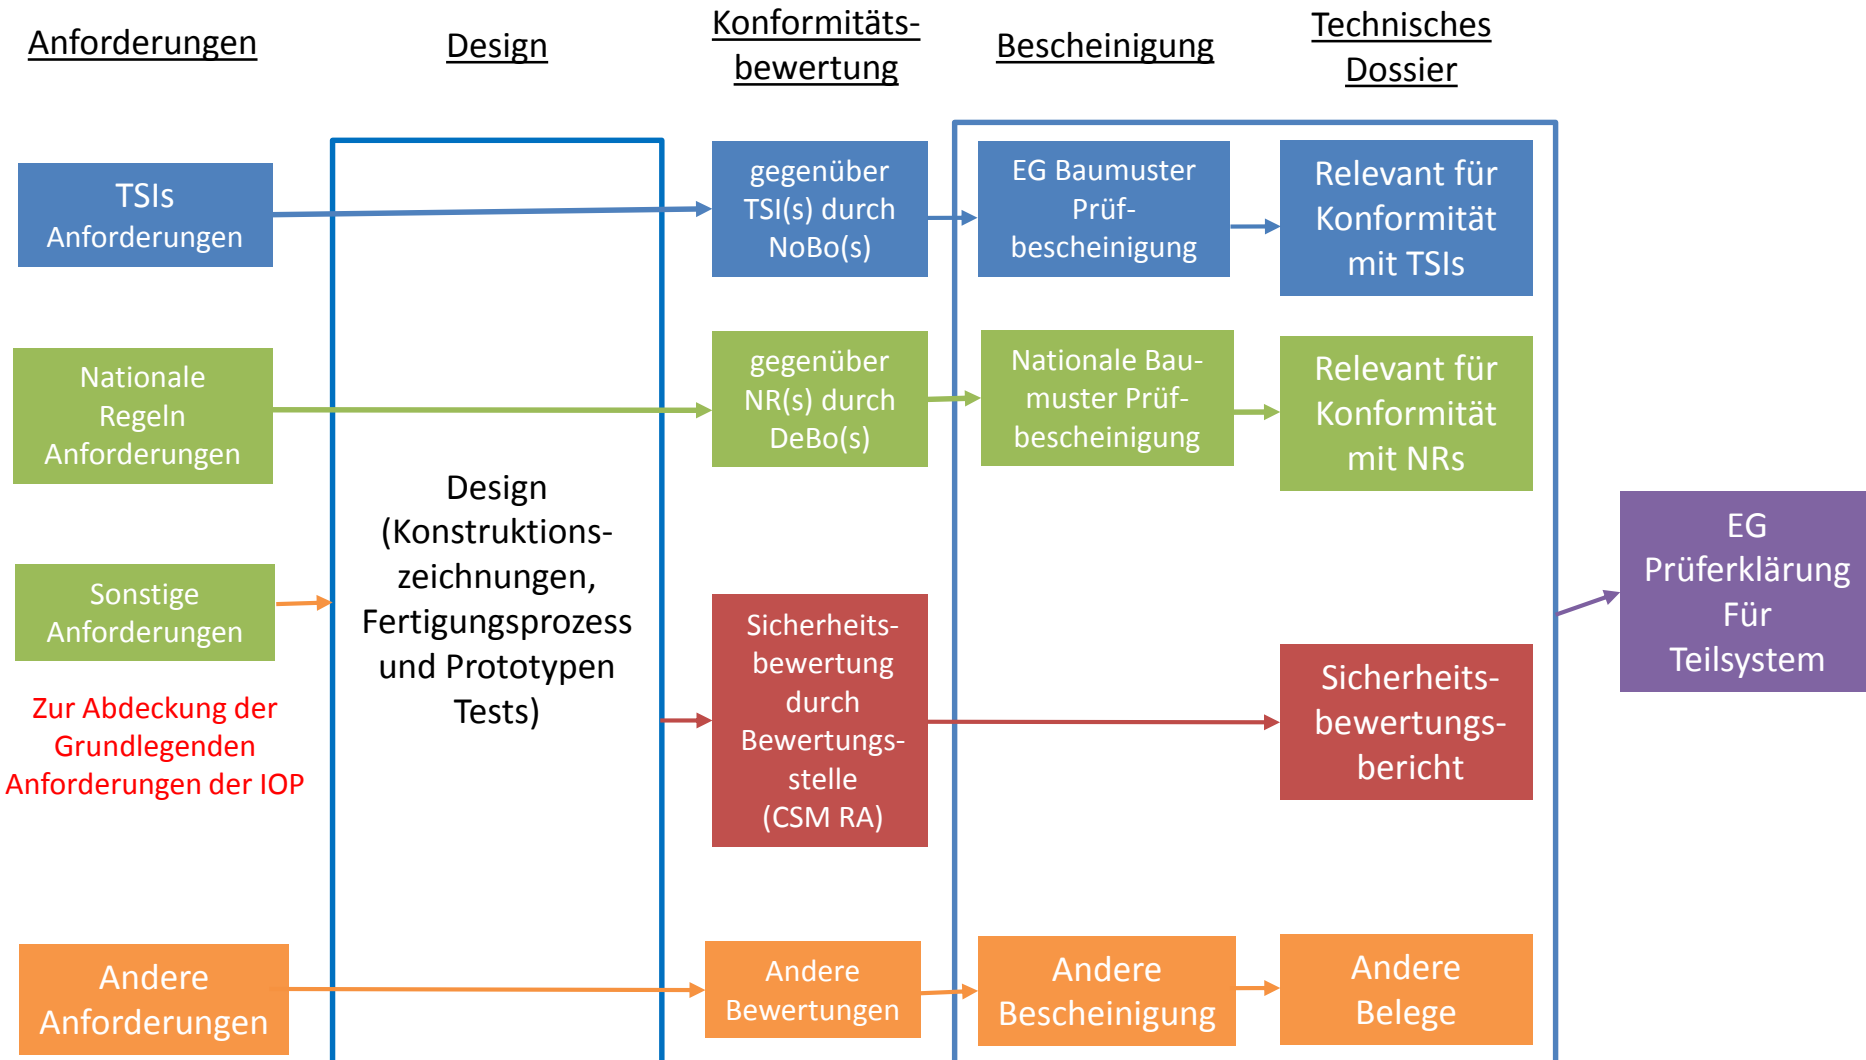 Anforderungen
Design
Konformitäts-
bewertung
Bescheinigung
Technisches
Dossier
TSIs
Anforderungen
gegenüber
TSI(s) durch
NoBo(s)
EG Baumuster
Prüf-
bescheinigung
Relevant für
Konformität
mit TSIs
Nationale
Regeln
Anforderungen
gegenüber
NR(s) durch
DeBo(s)
Nationale Bau-
muster Prüf-
bescheinigung
Relevant für
Konformität
mit NRs
Design
(Konstruktions-
zeichnungen,
Fertigungsprozess
und Prototypen
Tests)
Sonstige
Anforderungen
Zur Abdeckung der
Grundlegenden
Anforderungen der IOP
Sicherheits-
bewertung
durch
Bewertungs-
stelle
(CSM RA)
Sicherheits-
bewertungs-
bericht
EG
Prüferklärung
Für
Teilsystem
Andere
Anforderungen
Andere
Bewertungen
Andere
Bescheinigung
Andere
Belege